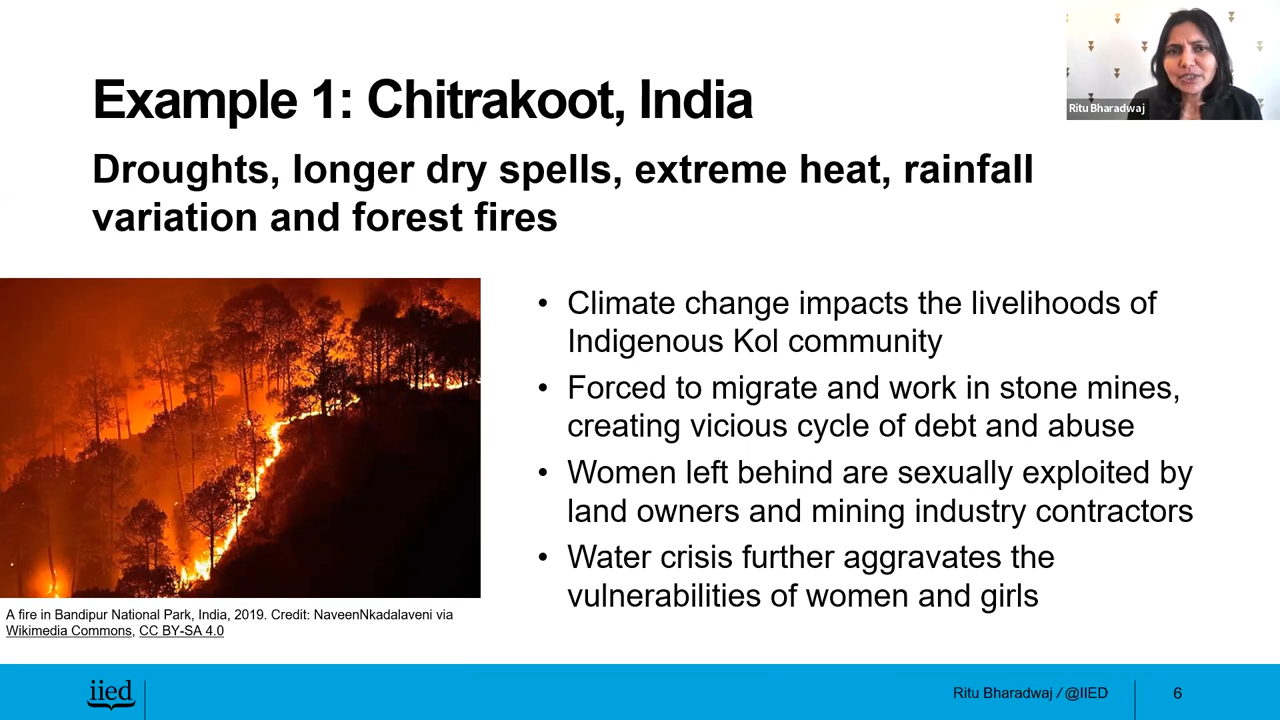 Example 1: Chitrakoot, India
Ritu Bharadwaj
Droughts, longer dry spells, extreme heat, rainfall
variation and forest fires
• Climate change impacts the livelihoods of
Indigenous Kol community
• Forced to migrate and work in stone mines,
creating vicious cycle of debt and abuse
• Women left behind are sexually exploited by
land owners and mining industry contractors
• Water crisis further aggravates the
vulnerabilities of women and girls
A fire in Bandipur National Park, India, 2019. Credit: NaveenNkadalaveni via
Wikimedia Commons, CC BY-SA 4.0
iied
Ritu Bharadwaj / @IIED
6